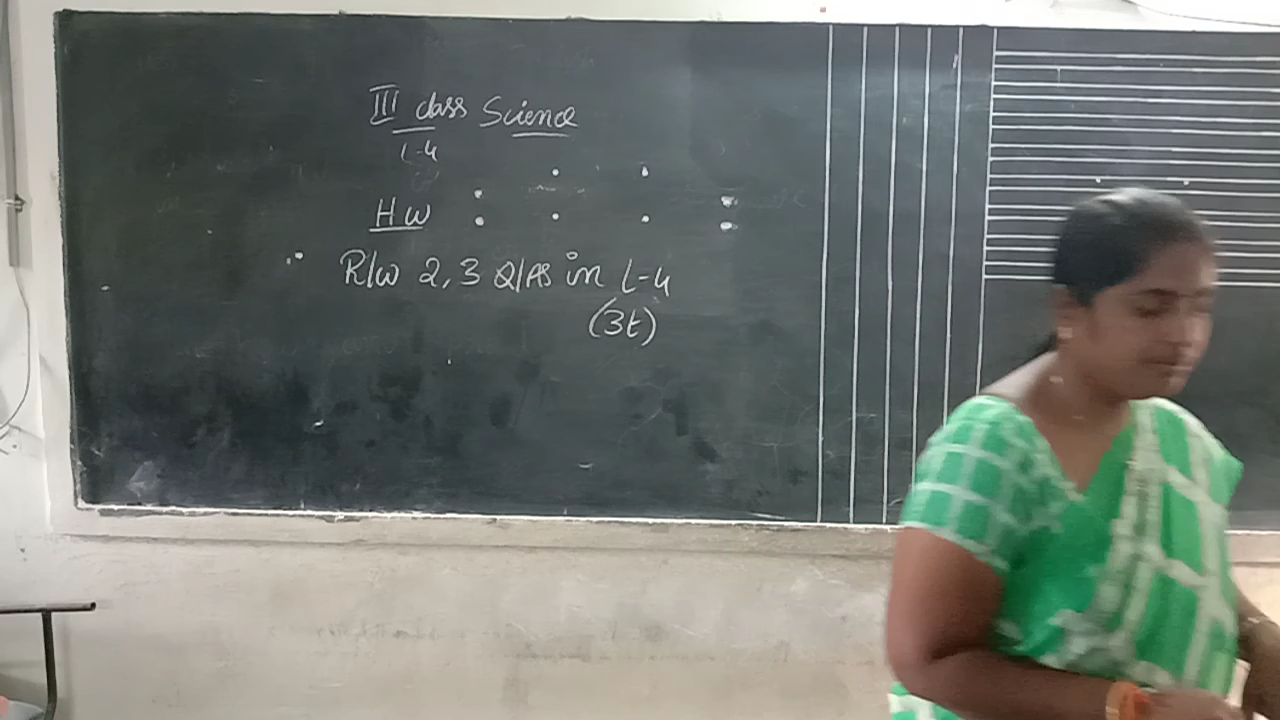 III class Science
L-4
HW
R/W 2, 3 Q/AS in L-4
(3t)